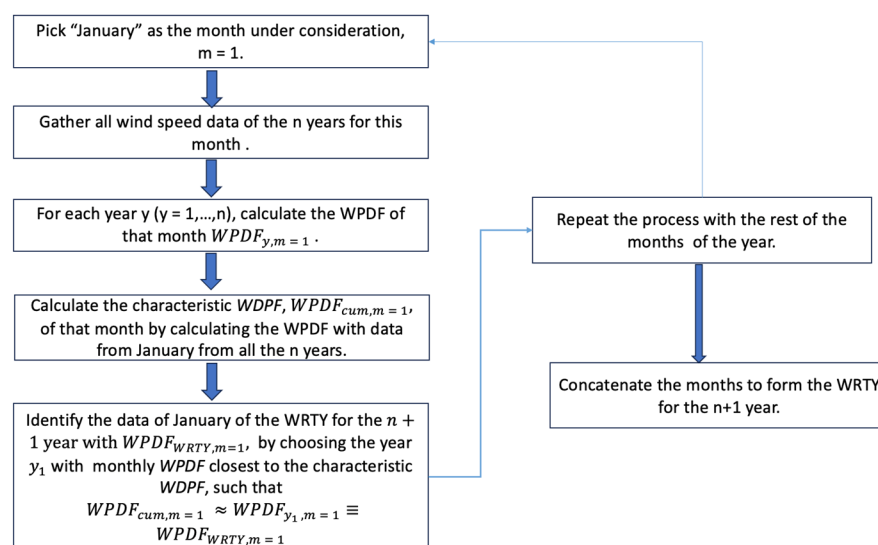 Pick “January” as the month under consideration,
m = 1.
Gather all wind speed data of the n years for this
month .
For each year y (y = 1,…,n), calculate the WPDF of
that month WPDF_{y,m = 1} .
Calculate the characteristic WDPF, WPDF_{cum,m = 1},
of that month by calculating the WPDF with data
from January from all the n years.
Identify the data of January of the WRTY for the n +
1 year with WPDF_{WRTY,m=1}, by choosing the year
y_1 with monthly WPDF closest to the characteristic
WDPF, such that
WPDF_{cum,m = 1} ≈ WPDF_{y_1,m = 1} ≡
WPDF_{WRTY,m = 1}
Repeat the process with the rest of the
months of the year.
Concatenate the months to form the WRTY
for the n+1 year.